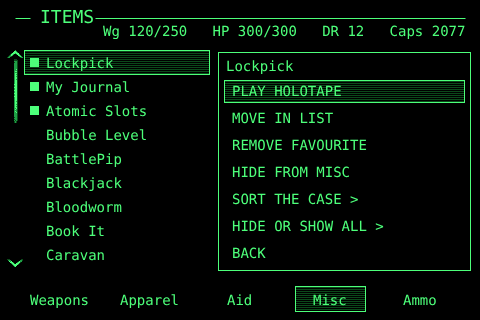 ITEMS
Wg 120/250 HP 300/300 DR 12 Caps 2077
Lockpick
My Journal
Atomic Slots
Bubble Level
BattlePip
Blackjack
Bloodworm
Book It
Caravan
Lockpick
PLAY HOLOTAPE
MOVE IN LIST
REMOVE FAVOURITE
HIDE FROM MISC
SORT THE CASE >
HIDE OR SHOW ALL >
BACK
Weapons Apparel Aid Misc Ammo